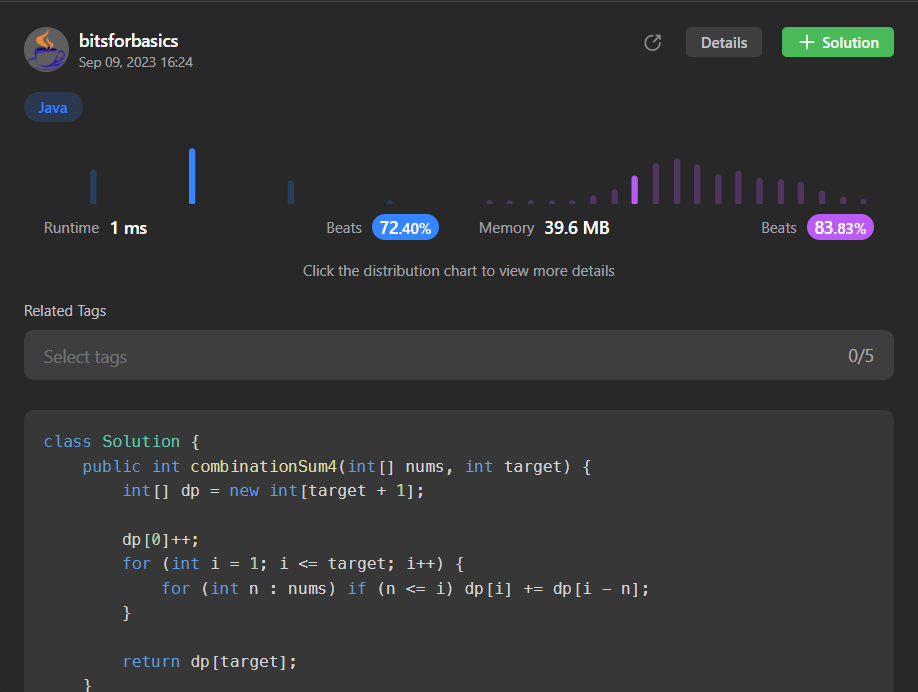 bitsforbasics
Sep 09, 2023 16:24
Details
+ Solution
Java
Runtime 1 ms Beats 72.40% Memory 39.6 MB Beats 83.83%
Click the distribution chart to view more details
Related Tags
Select tags 0/5
class Solution {
    public int combinationSum4(int[] nums, int target) {
        int[] dp = new int[target + 1];

        dp[0]++;
        for (int i = 1; i <= target; i++) {
            for (int n : nums) if (n <= i) dp[i] += dp[i - n];
        }

        return dp[target];
    }